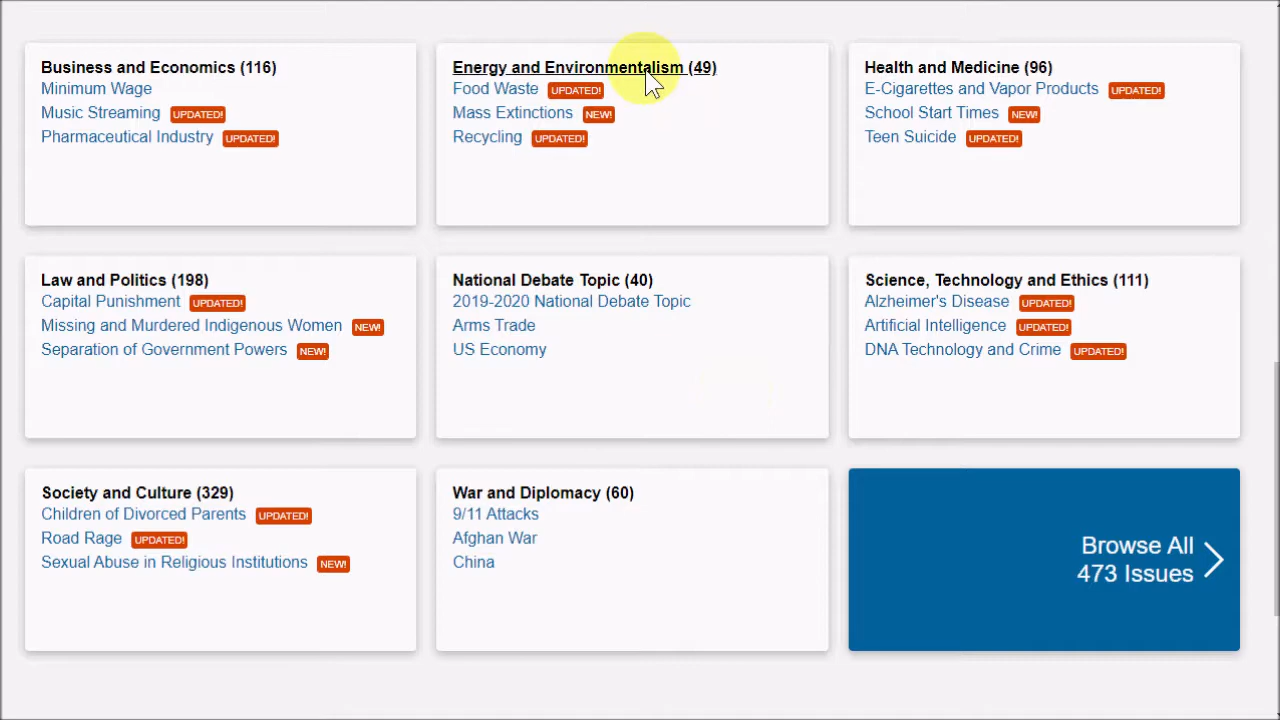 Business and Economics (116)
Minimum Wage
Music Streaming UPDATED!
Pharmaceutical Industry UPDATED!
Energy and Environmentalism (49)
Food Waste UPDATED!
Mass Extinctions NEW!
Recycling UPDATED!
Health and Medicine (96)
E-Cigarettes and Vapor Products UPDATED!
School Start Times NEW!
Teen Suicide UPDATED!
Law and Politics (198)
Capital Punishment UPDATED!
Missing and Murdered Indigenous Women NEW!
Separation of Government Powers NEW!
National Debate Topic (40)
2019-2020 National Debate Topic
Arms Trade
US Economy
Science, Technology and Ethics (111)
Alzheimer's Disease UPDATED!
Artificial Intelligence UPDATED!
DNA Technology and Crime UPDATED!
Society and Culture (329)
Children of Divorced Parents UPDATED!
Road Rage UPDATED!
Sexual Abuse in Religious Institutions NEW!
War and Diplomacy (60)
9/11 Attacks
Afghan War
China
Browse All
473 Issues